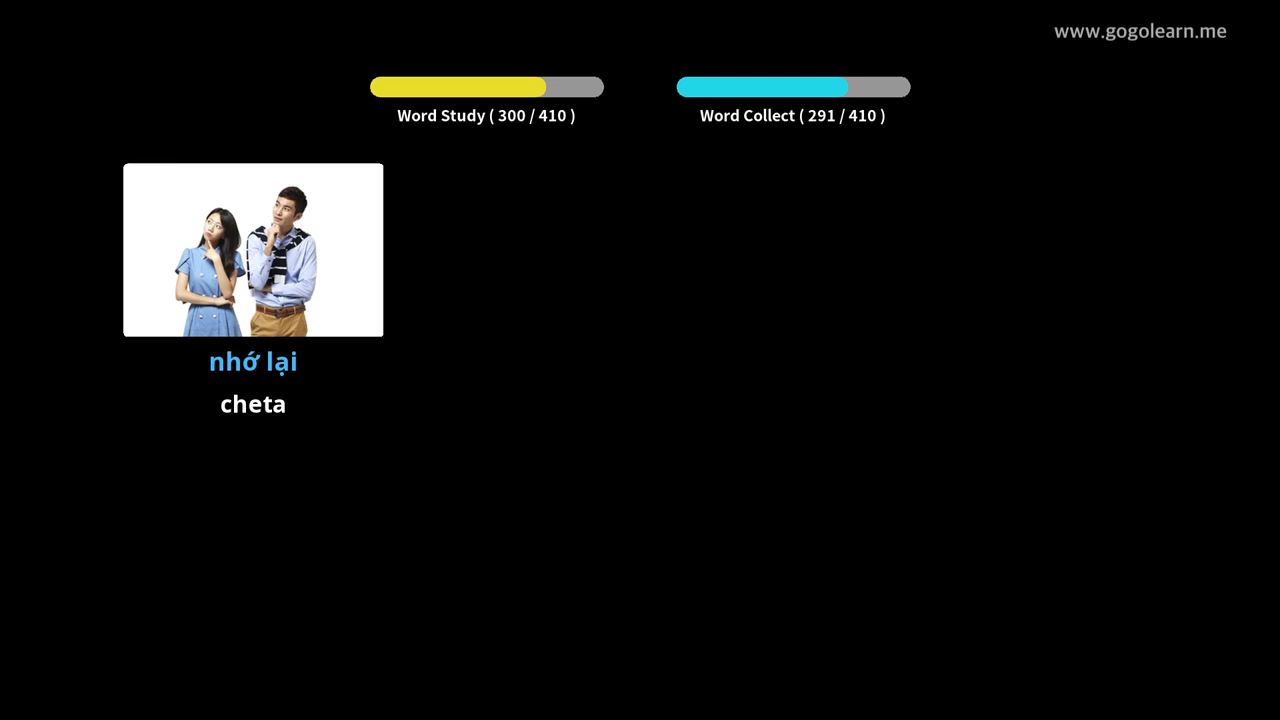 www.gogolearn.me
Word Study ( 300 / 410 )
Word Collect ( 291 / 410 )
nhớ lại
cheta